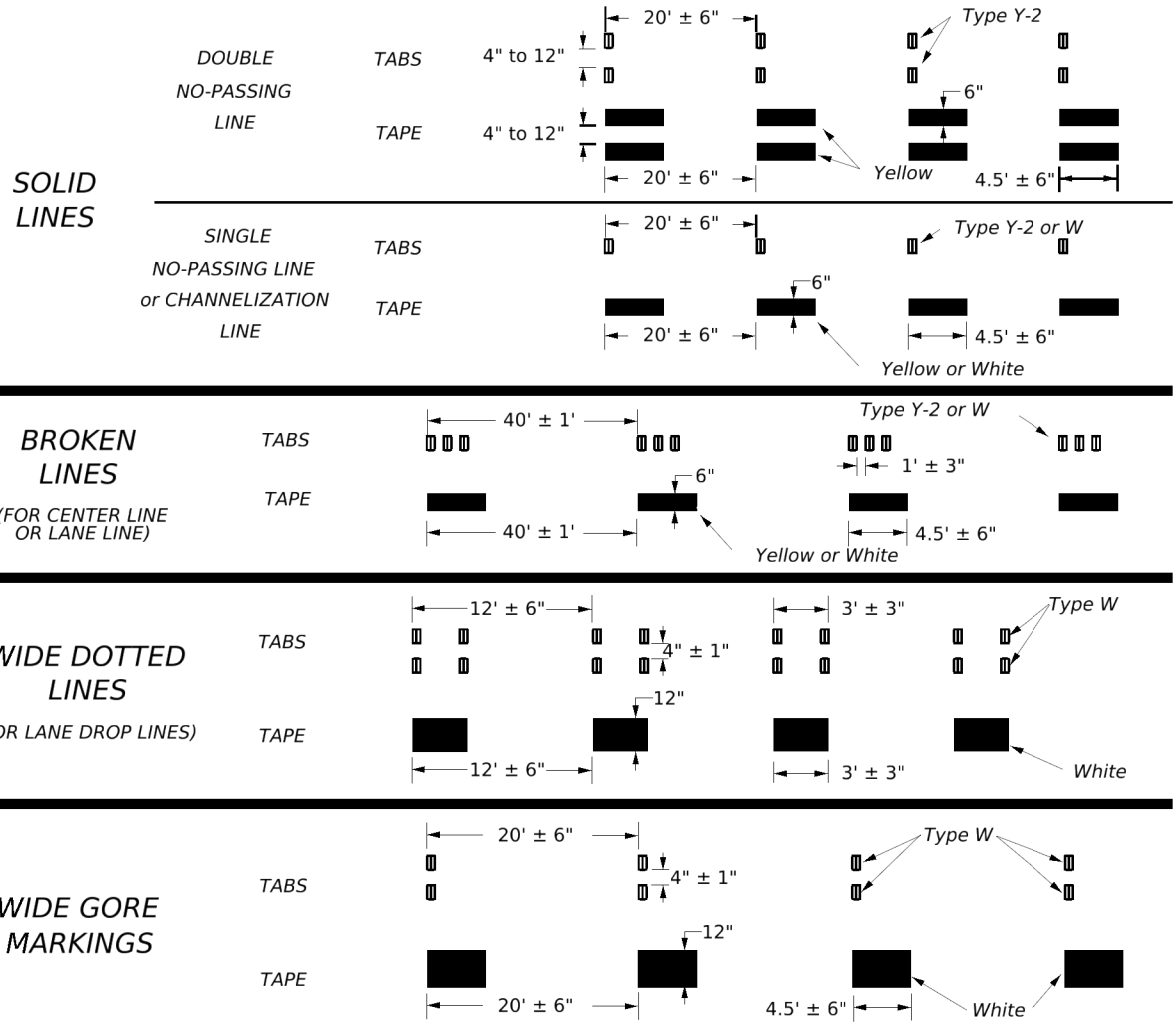 SOLID
LINES
DOUBLE
NO-PASSING
LINE
TABS
4" to 12"
20' ± 6"
Type Y-2
TAPE
4" to 12"
6"
Yellow
20' ± 6"
4.5' ± 6"
SINGLE
NO-PASSING LINE
or CHANNELIZATION
LINE
TABS
20' ± 6"
Type Y-2 or W
TAPE
6"
20' ± 6"
4.5' ± 6"
Yellow or White
BROKEN
LINES
(FOR CENTER LINE
OR LANE LINE)
TABS
40' ± 1'
Type Y-2 or W
1' ± 3"
TAPE
6"
40' ± 1'
4.5' ± 6"
Yellow or White
WIDE DOTTED
LINES
OR LANE DROP LINES)
TABS
12' ± 6"
3' ± 3"
Type W
4" ± 1"
TAPE
12"
12' ± 6"
3' ± 3"
White
WIDE GORE
MARKINGS
TABS
20' ± 6"
Type W
4" ± 1"
TAPE
12"
20' ± 6"
4.5' ± 6"
White